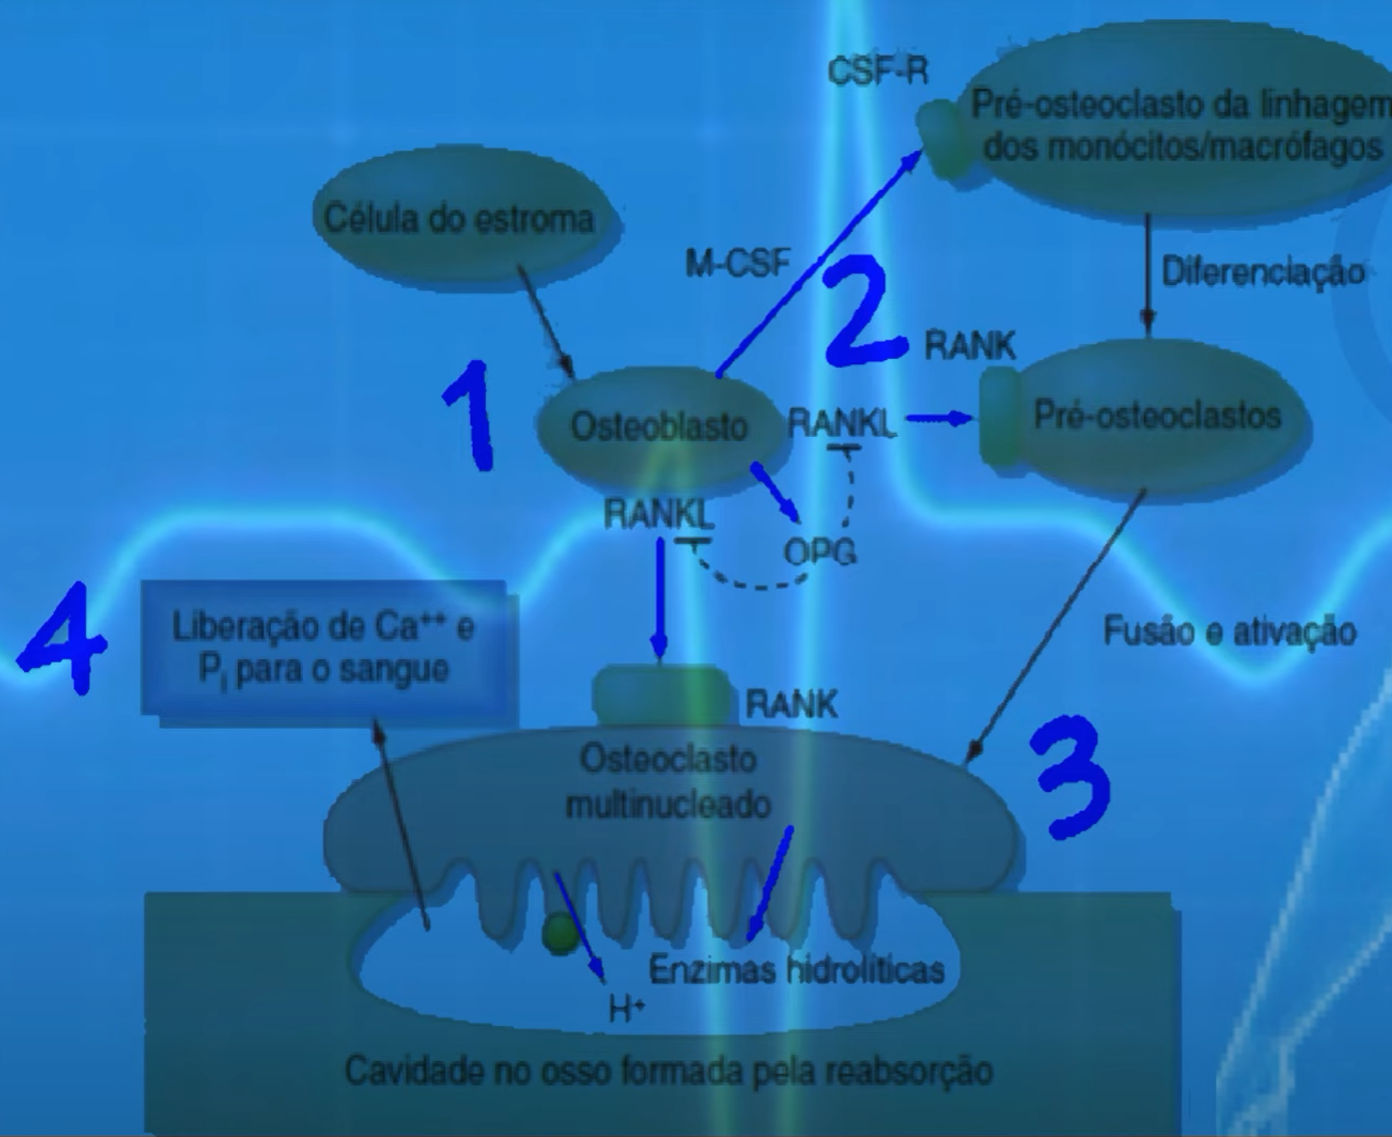 CSF-R
Pré-osteoclasto da linhagem
dos monócitos/macrófagos
Célula do estroma
M-CSF
2
Diferenciação
RANK
1
Osteoblasto
RANKL
Pré-osteoclastos
RANKL
OPG
4
Liberação de Ca⁺⁺ e
Pᵢ para o sangue
Fusão e ativação
RANK
3
Osteoclasto
multinucleado
Enzimas hidrolíticas
H⁺
Cavidade no osso formada pela reabsorção